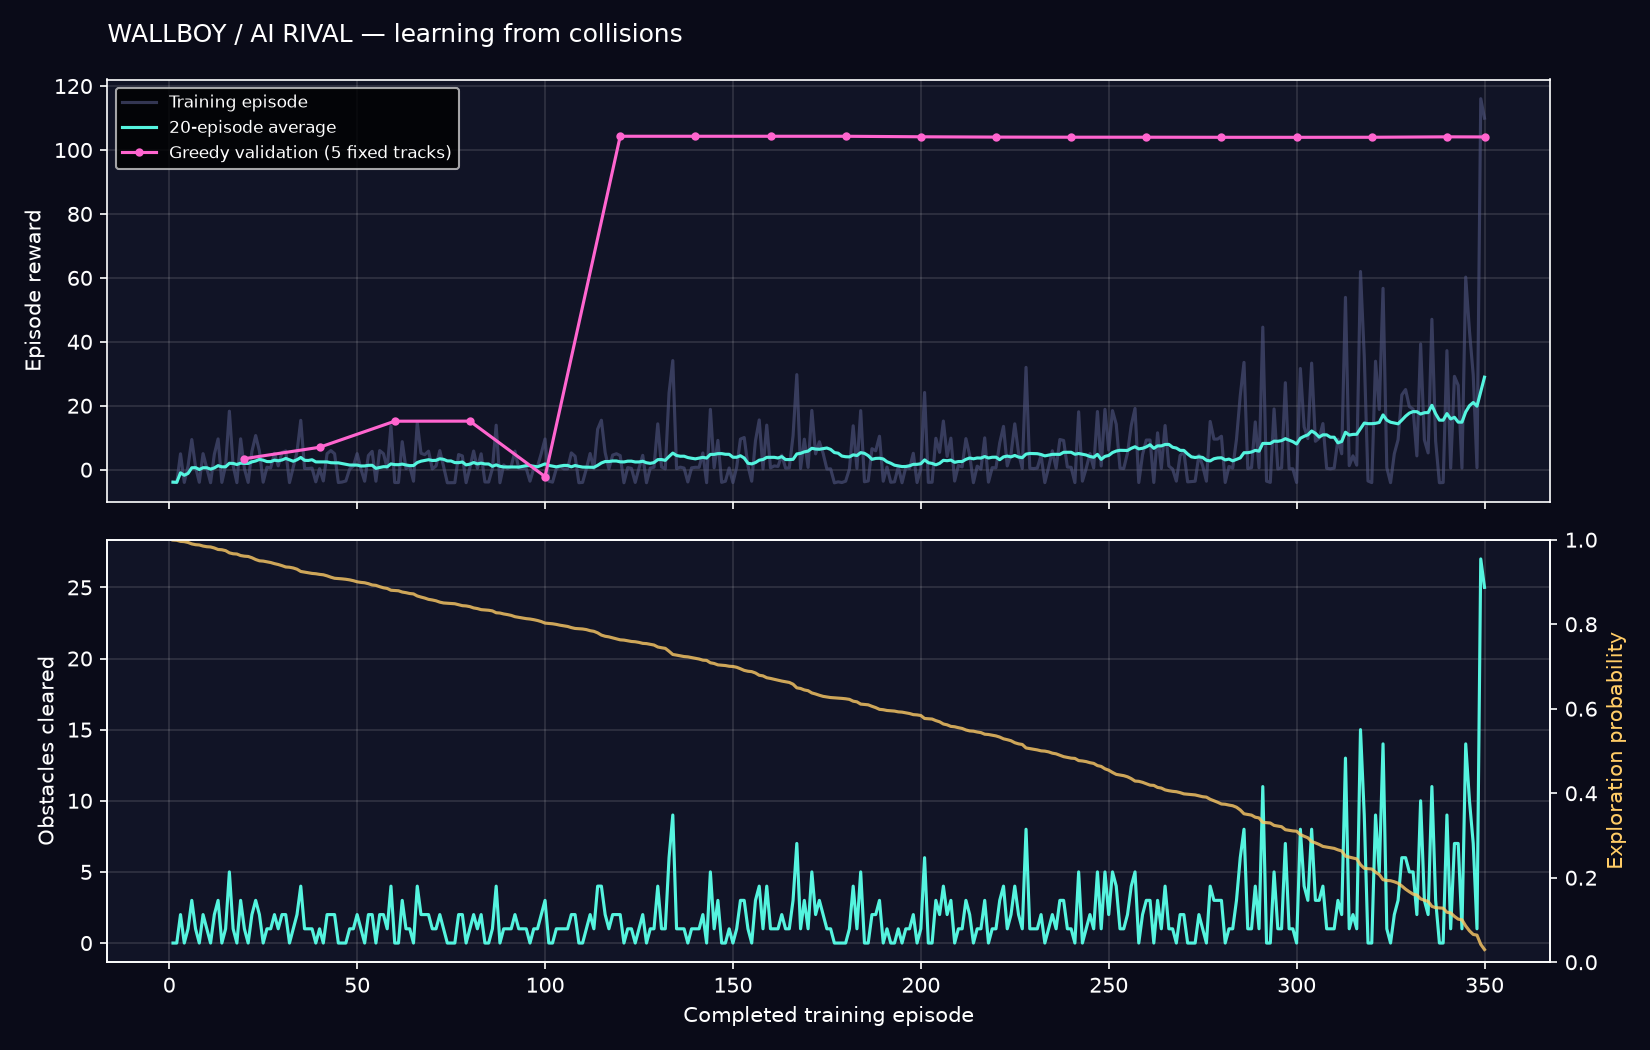 WALLBOY / AI RIVAL — learning from collisions
120
100
80
60
40
20
0
Episode reward
Training episode
20-episode average
Greedy validation (5 fixed tracks)
25
20
15
10
5
0
Obstacles cleared
1.0
0.8
0.6
0.4
0.2
0.0
Exploration probability
0 50 100 150 200 250 300 350
Completed training episode